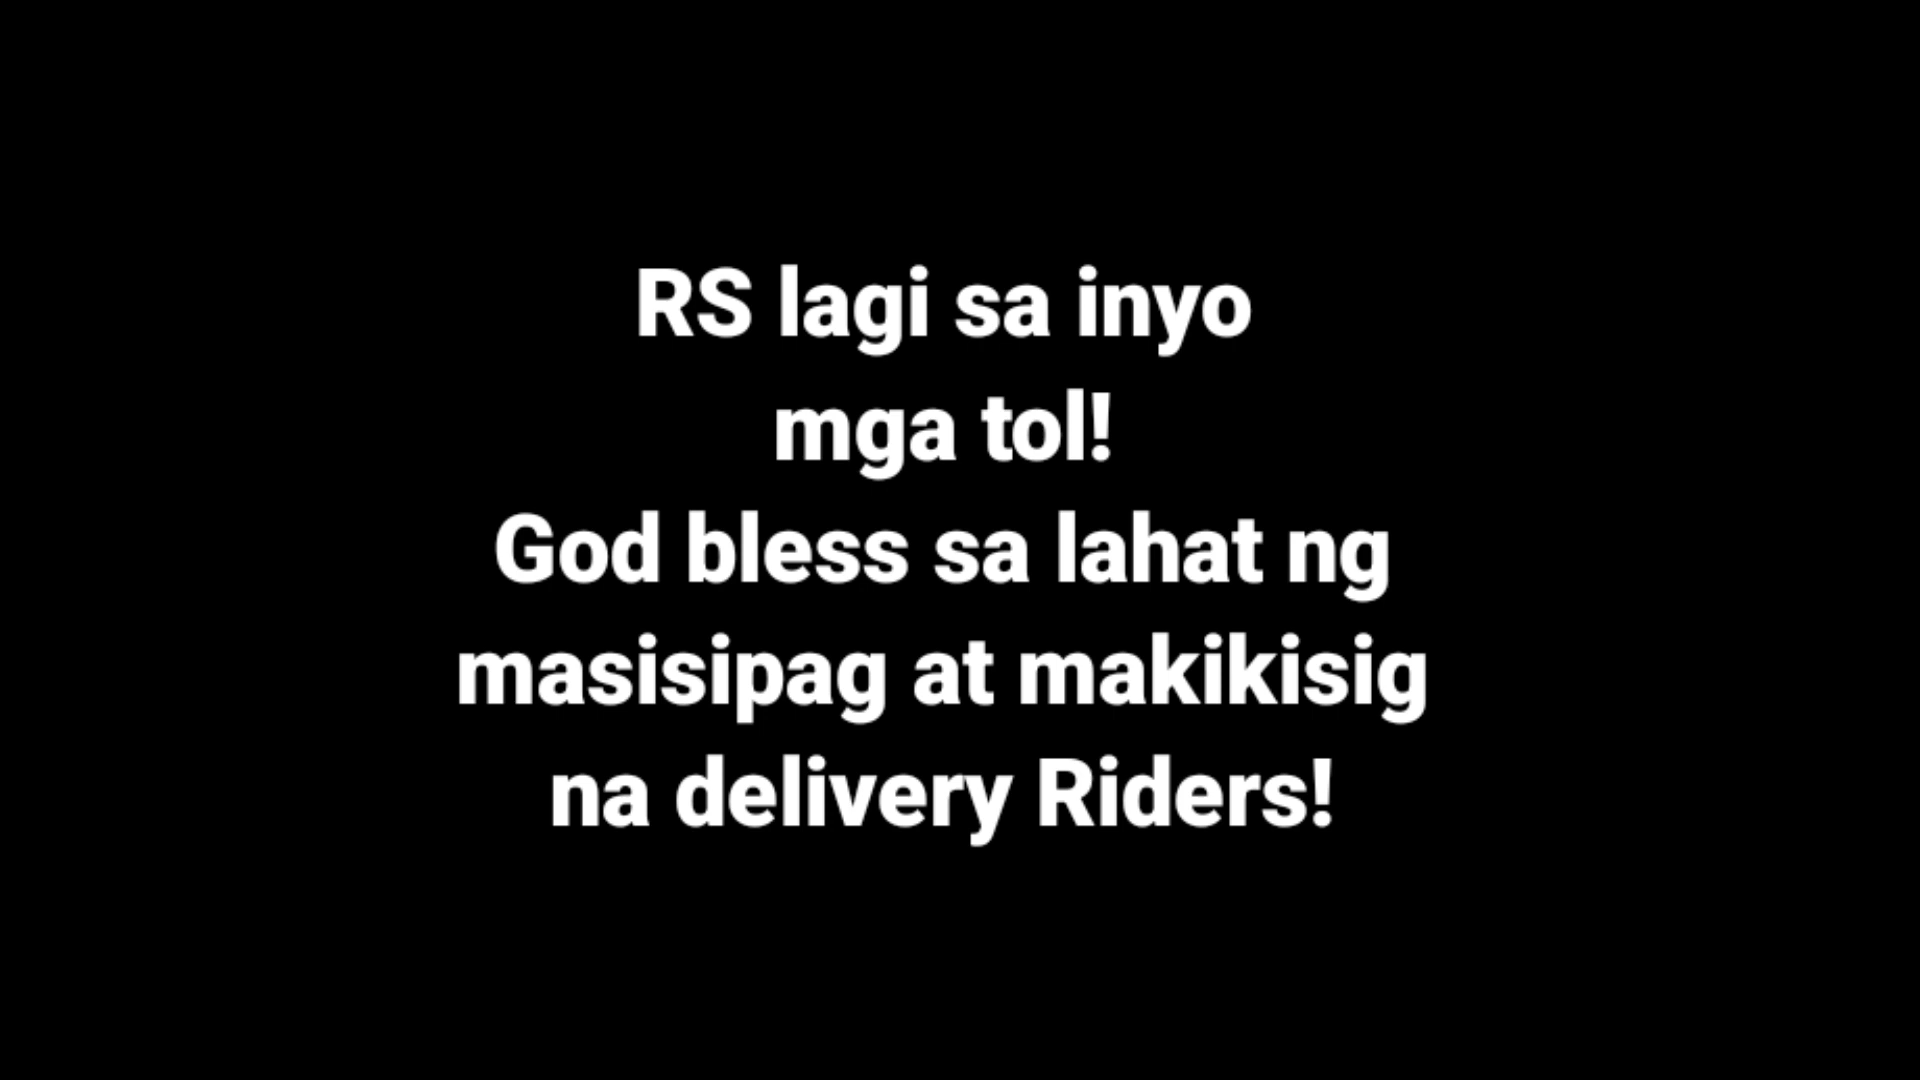 RS lagi sa inyo
mga tol!
God bless sa lahat ng
masisipag at makikisig
na delivery Riders!